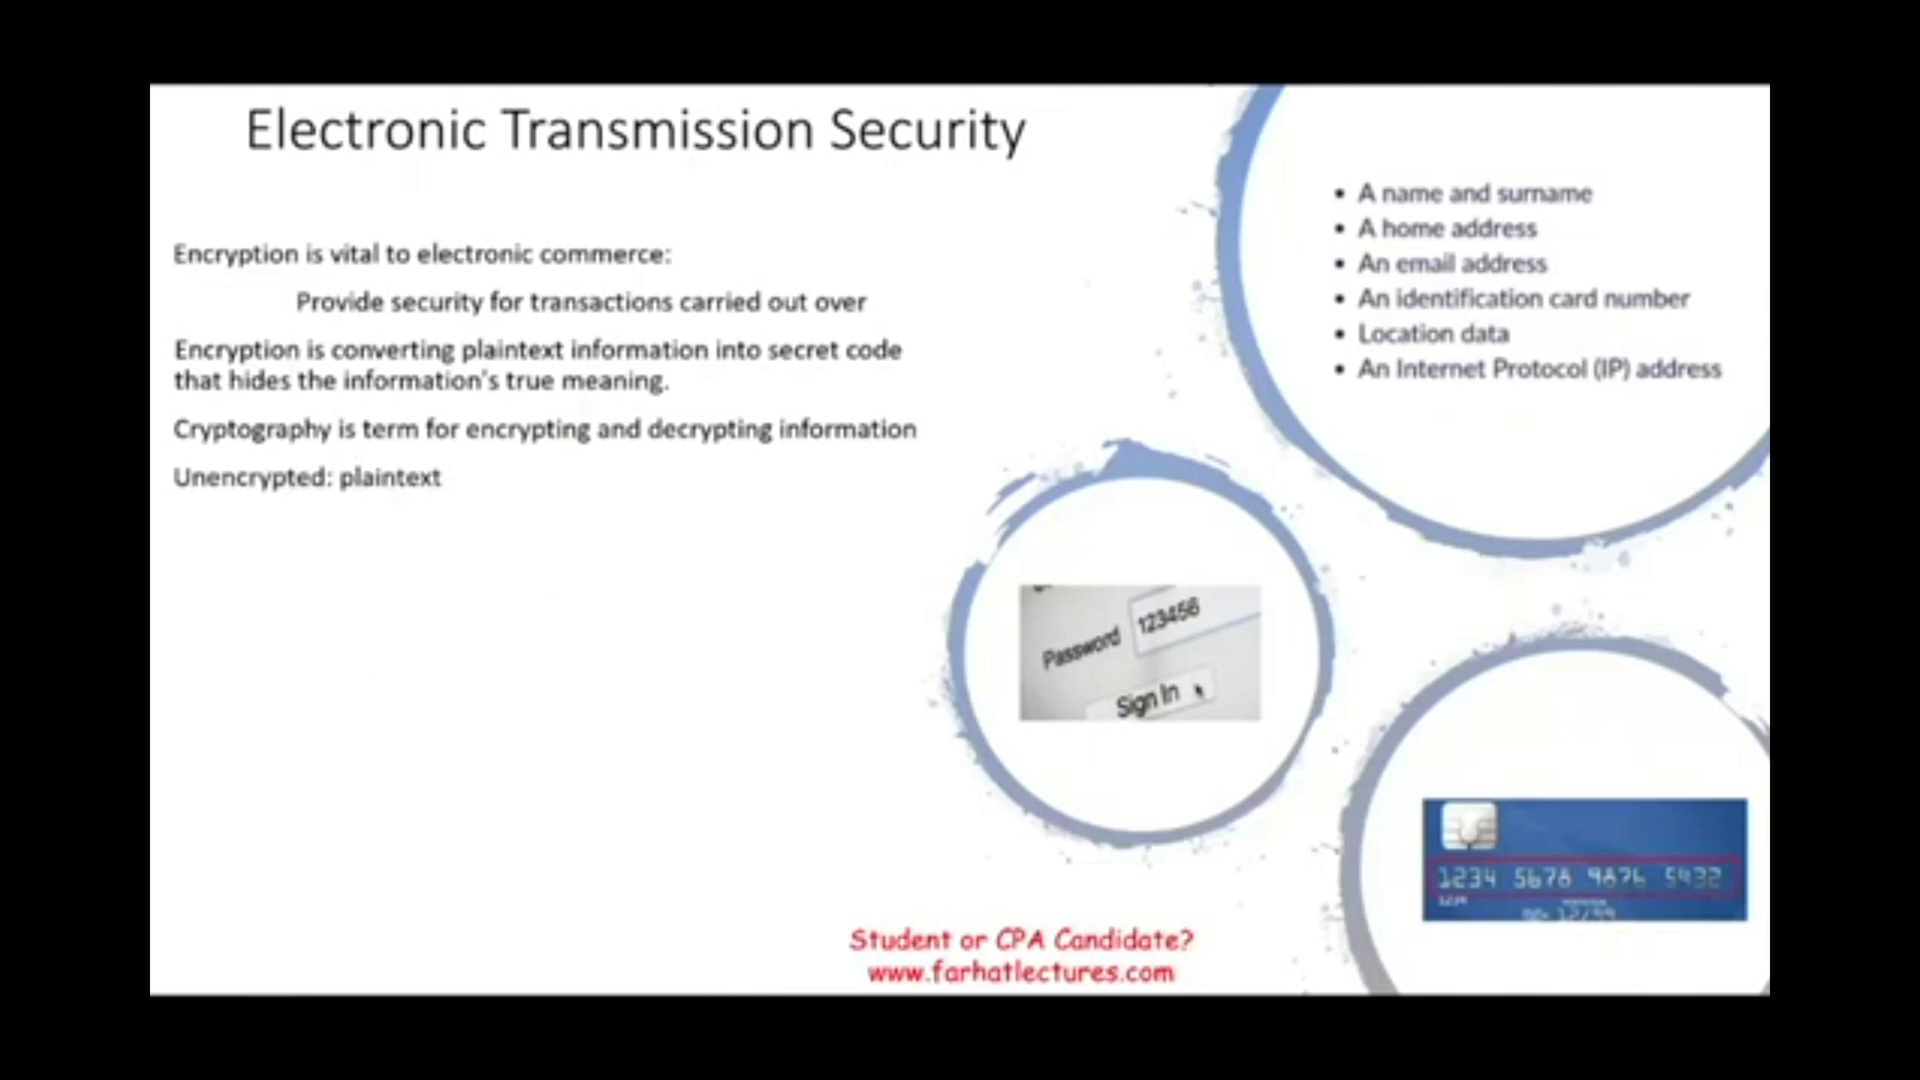 Electronic Transmission Security
Encryption is vital to electronic commerce:
Provide security for transactions carried out over
Encryption is converting plaintext information into secret code
that hides the information's true meaning.
Cryptography is term for encrypting and decrypting information
Unencrypted: plaintext
• A name and surname
• A home address
• An email address
• An identification card number
• Location data
• An Internet Protocol (IP) address
Password 123456
Sign In
1234 5678 9876 5432
1234
12/99
Student or CPA Candidate?
www.farhatlectures.com